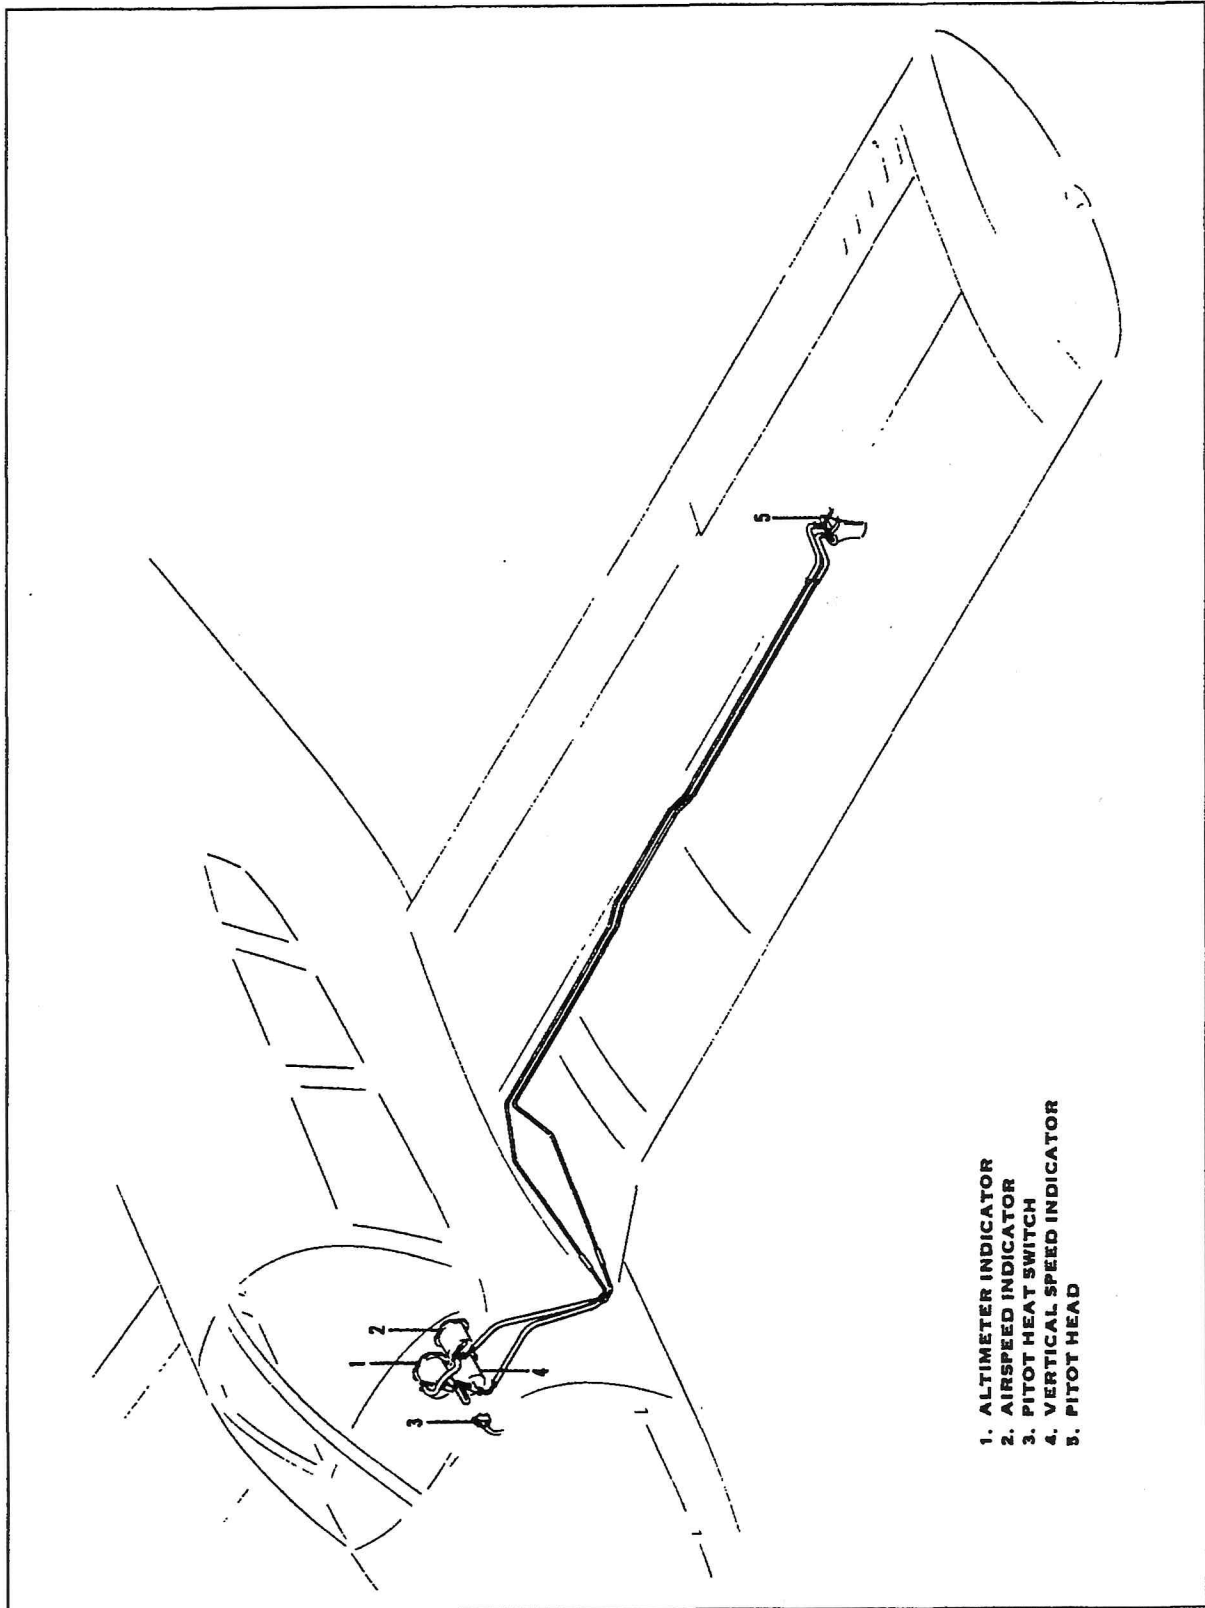 1
2
3
4
5
1. ALTIMETER INDICATOR
2. AIRSPEED INDICATOR
3. PITOT HEAT SWITCH
4. VERTICAL SPEED INDICATOR
5. PITOT HEAD